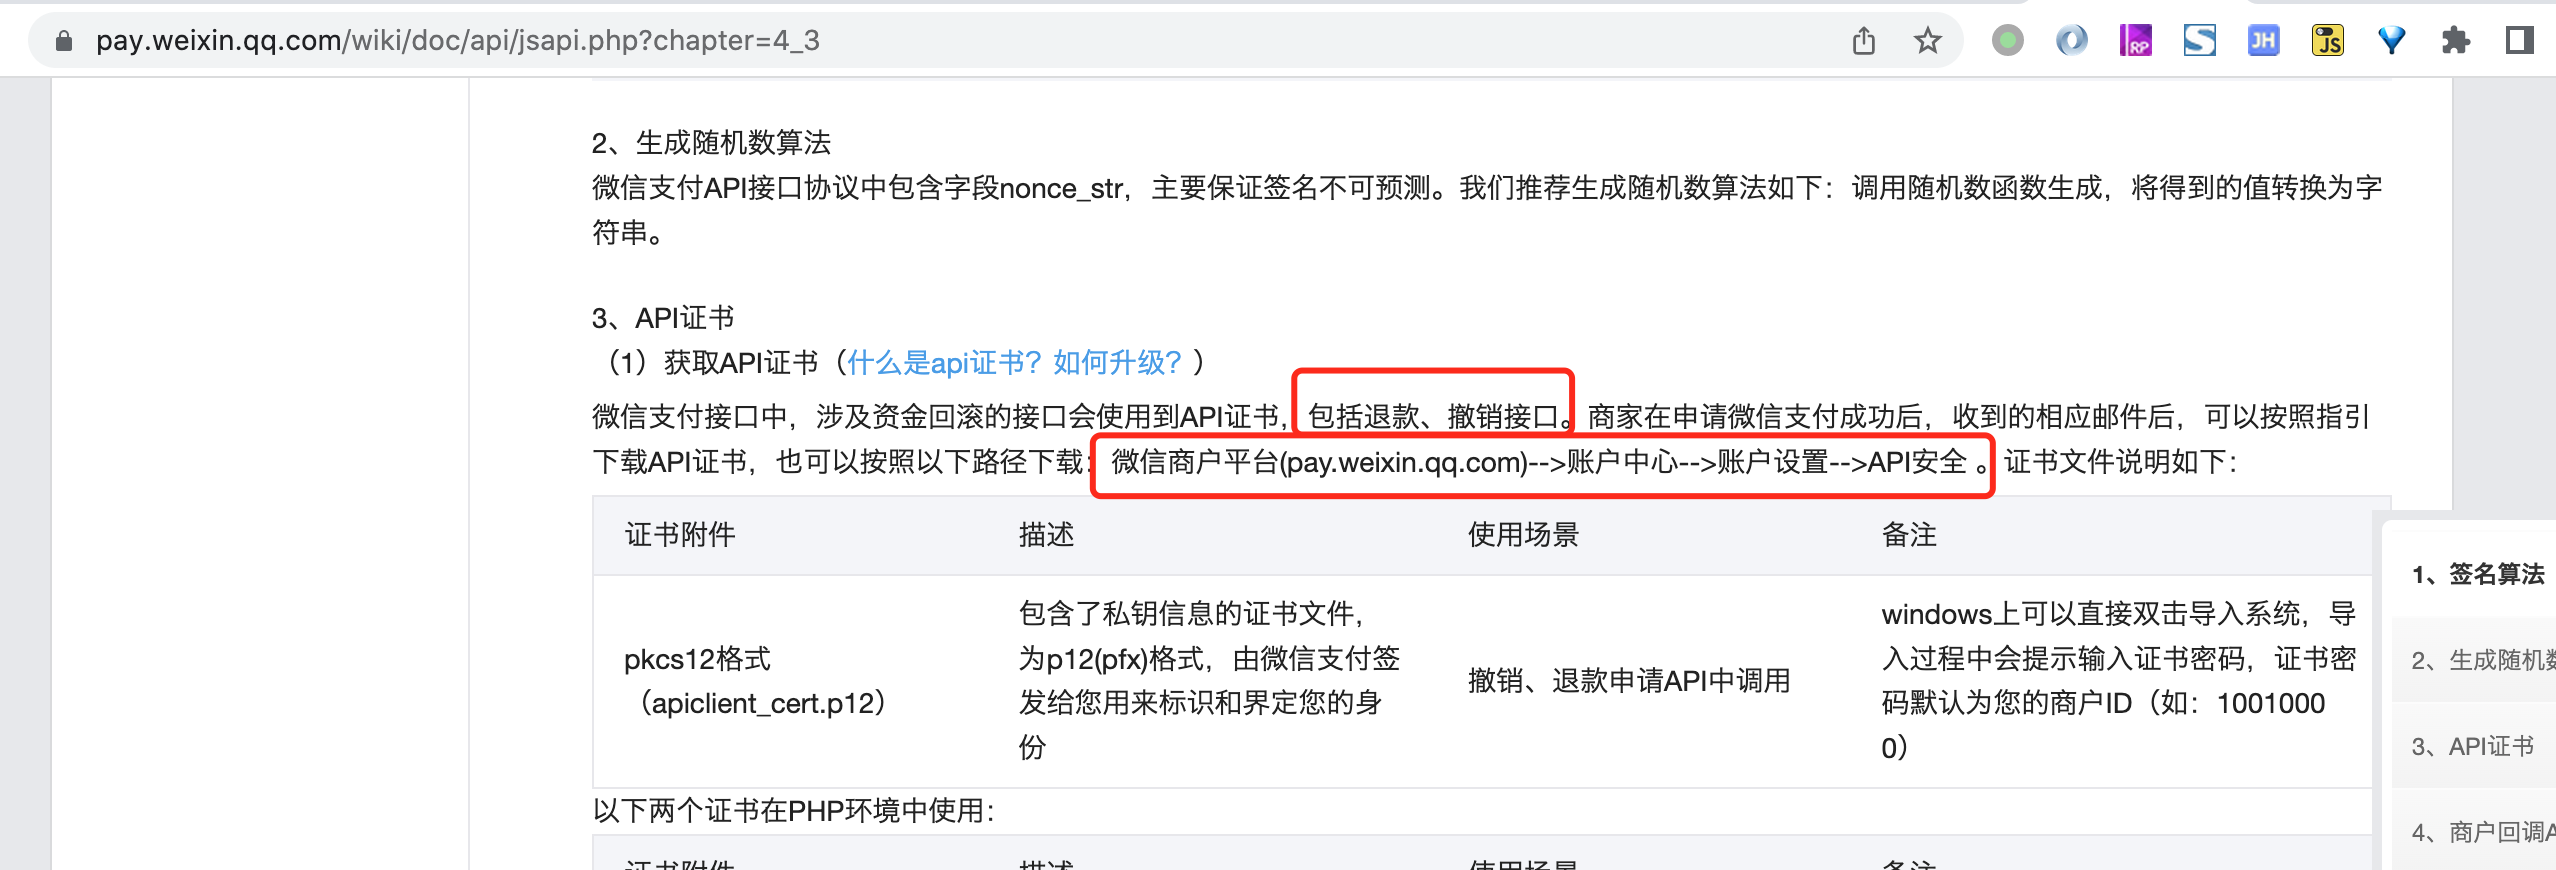 pay.weixin.qq.com/wiki/doc/api/jsapi.php?chapter=4_3
RP
JH
JS
2、生成随机数算法
微信支付API接口协议中包含字段nonce_str，主要保证签名不可预测。我们推荐生成随机数算法如下：调用随机数函数生成，将得到的值转换为字
符串。
3、API证书
（1）获取API证书（什么是api证书？如何升级？）
微信支付接口中，涉及资金回滚的接口会使用到API证书，包括退款、撤销接口。商家在申请微信支付成功后，收到的相应邮件后，可以按照指引
下载API证书，也可以按照以下路径下载：微信商户平台(pay.weixin.qq.com)-->账户中心-->账户设置-->API安全 。证书文件说明如下：
证书附件 描述 使用场景 备注
pkcs12格式
（apiclient_cert.p12）
包含了私钥信息的证书文件，
为p12(pfx)格式，由微信支付签
发给您用来标识和界定您的身
份
撤销、退款申请API中调用
windows上可以直接双击导入系统，导
入过程中会提示输入证书密码，证书密
码默认为您的商户ID（如：1001000
0）
以下两个证书在PHP环境中使用：
证书附件 描述 使用场景 备注
1、签名算法
2、生成随机数
3、API证书
4、商户回调A